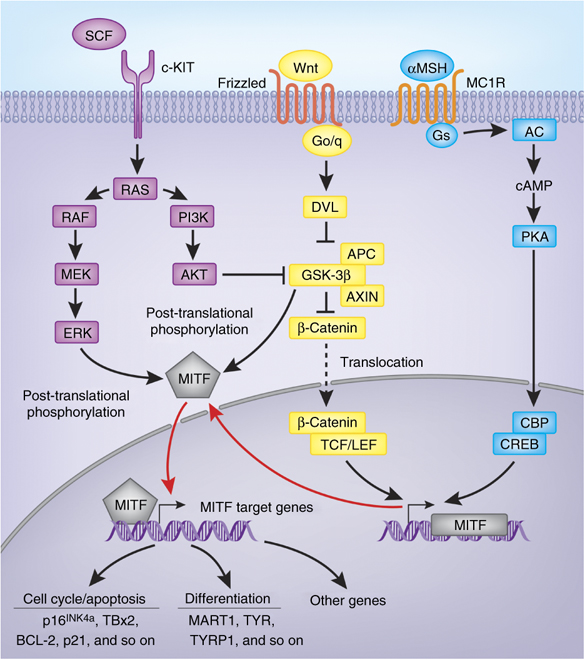 SCF
c-KIT
Wnt
Frizzled
αMSH
MC1R
Go/q
Gs
AC
RAS
cAMP
RAF
PI3K
DVL
PKA
MEK
AKT
APC
GSK-3β
AXIN
ERK
Post-translational
phosphorylation
β-Catenin
MITF
Translocation
Post-translational
phosphorylation
β-Catenin
TCF/LEF
CBP
CREB
MITF
MITF target genes
MITF
Cell cycle/apoptosis
p16INK4a, TBx2,
BCL-2, p21, and so on
Differentiation
MART1, TYR,
TYRP1, and so on
Other genes